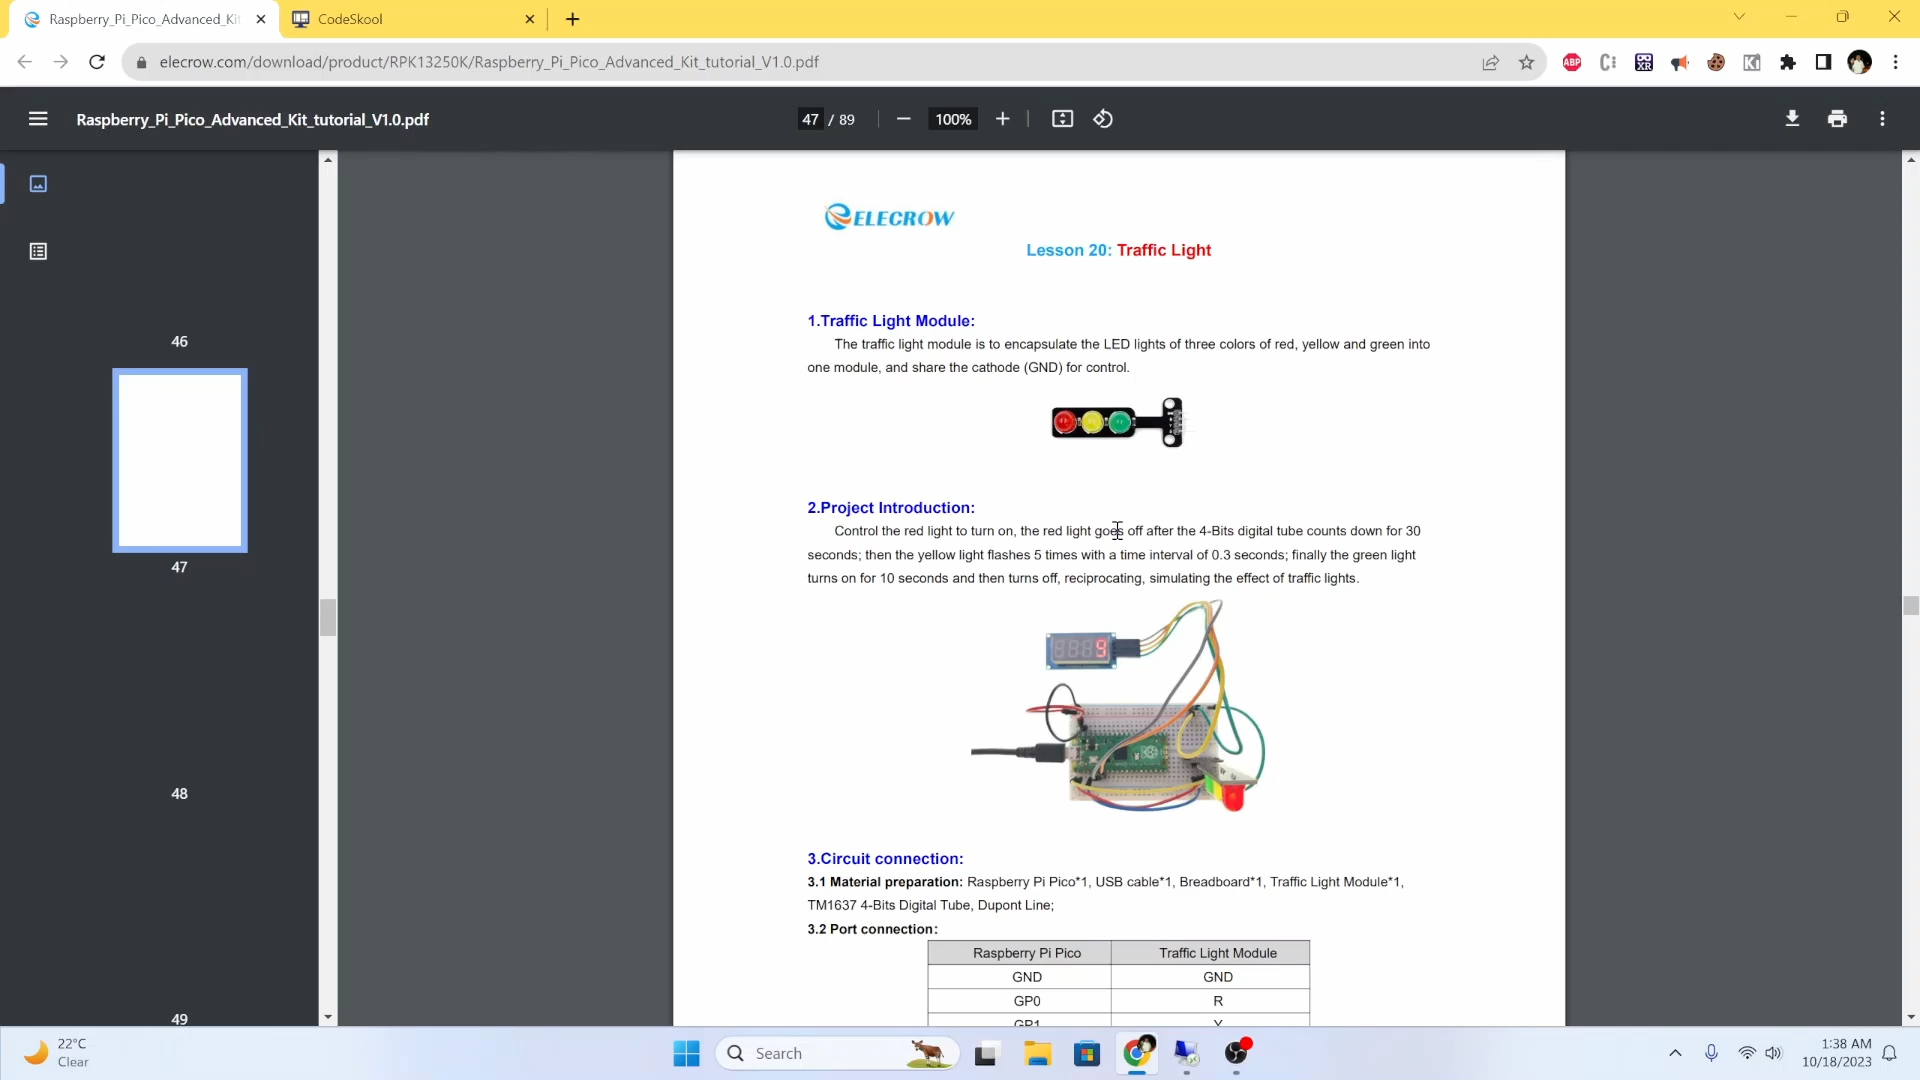 Raspberry_Pi_Pico_Advanced_Kit
CodeSkool
elecrow.com/download/product/RPK13250K/Raspberry_Pi_Pico_Advanced_Kit_tutorial_V1.0.pdf
ABP
XR
Raspberry_Pi_Pico_Advanced_Kit_tutorial_V1.0.pdf
47 / 89
100%
46
47
48
49
ELECROW
Lesson 20: Traffic Light
1.Traffic Light Module:
The traffic light module is to encapsulate the LED lights of three colors of red, yellow and green into
one module, and share the cathode (GND) for control.
2.Project Introduction:
Control the red light to turn on, the red light goes off after the 4-Bits digital tube counts down for 30
seconds; then the yellow light flashes 5 times with a time interval of 0.3 seconds; finally the green light
turns on for 10 seconds and then turns off, reciprocating, simulating the effect of traffic lights.
9
3.Circuit connection:
3.1 Material preparation: Raspberry Pi Pico*1, USB cable*1, Breadboard*1, Traffic Light Module*1,
TM1637 4-Bits Digital Tube, Dupont Line;
3.2 Port connection:
Raspberry Pi Pico Traffic Light Module
GND GND
GP0 R
GP1 Y
22°C
Clear
Search
1:38 AM
10/18/2023